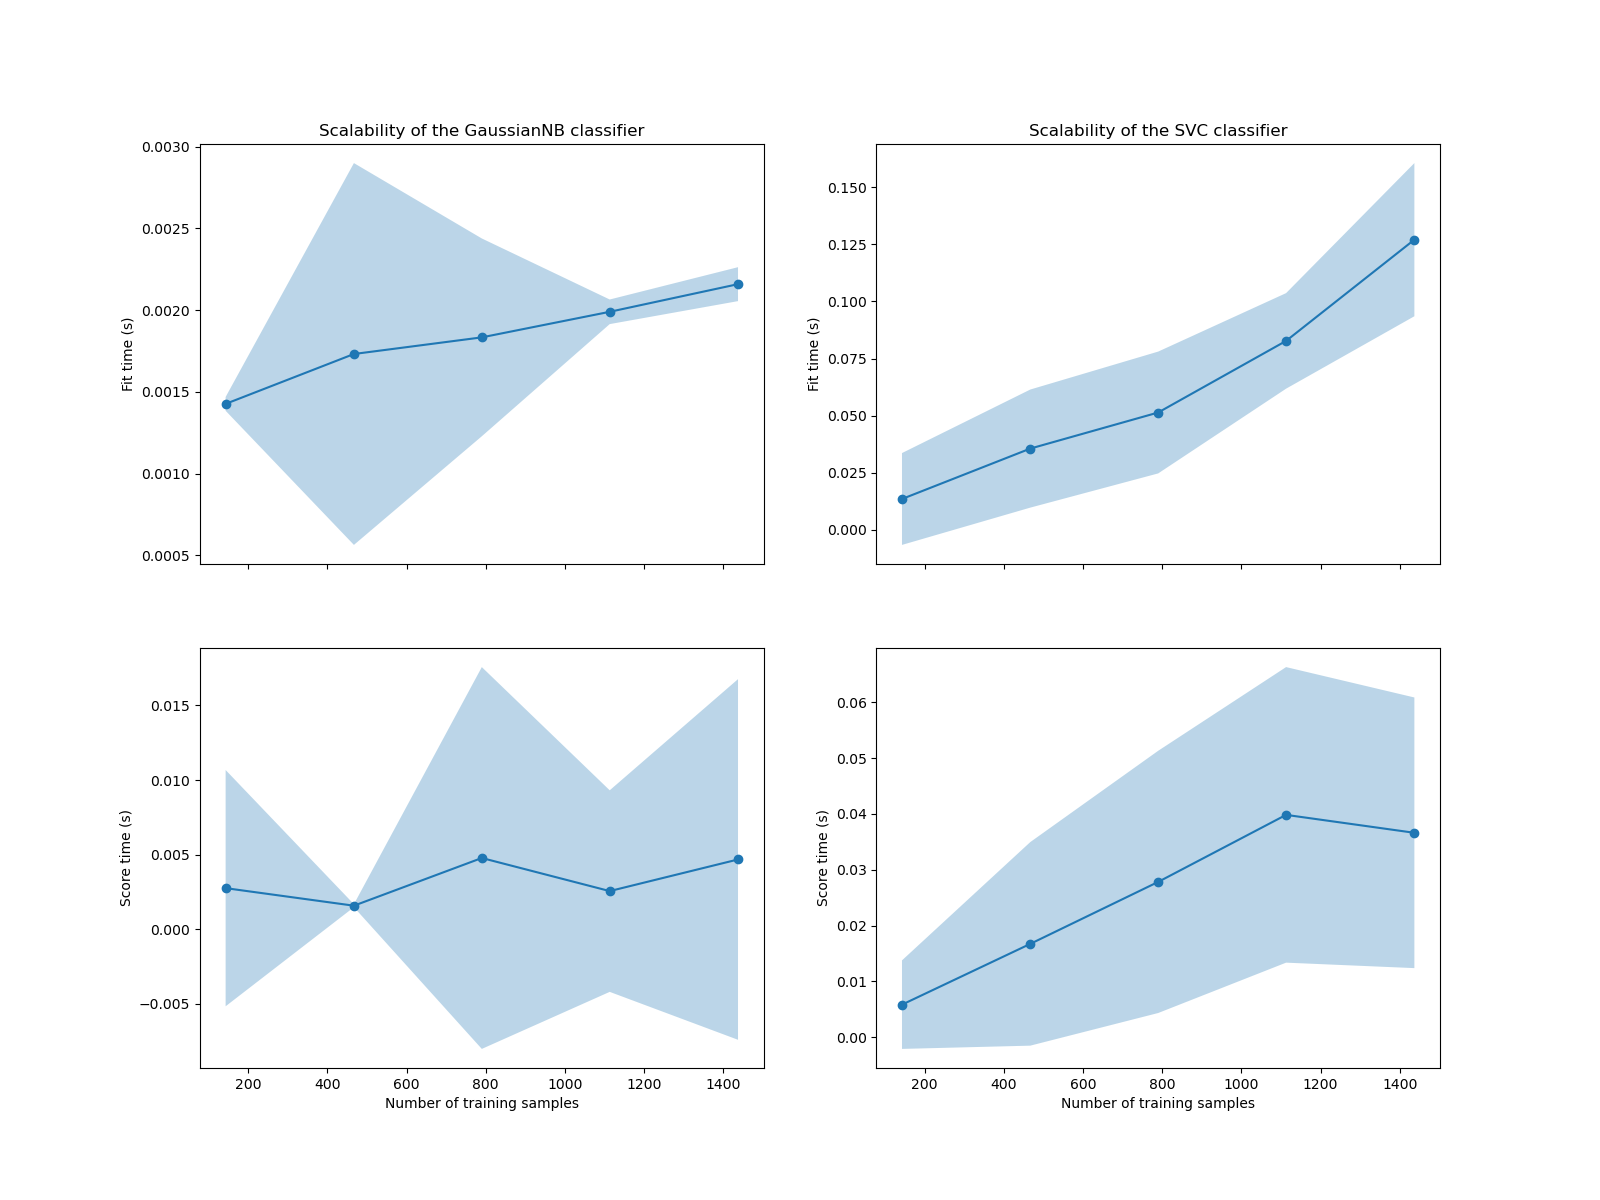 Scalability of the GaussianNB classifier
0.0030
0.0025
0.0020
0.0015
0.0010
0.0005
Fit time (s)
Scalability of the SVC classifier
0.150
0.125
0.100
0.075
0.050
0.025
0.000
Fit time (s)
0.015
0.010
0.005
0.000
−0.005
Score time (s)
200 400 600 800 1000 1200 1400
Number of training samples
0.06
0.05
0.04
0.03
0.02
0.01
0.00
Score time (s)
200 400 600 800 1000 1200 1400
Number of training samples